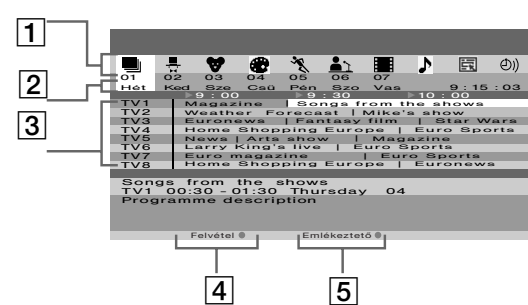 1
01 02 03 04 05 06 07
2
Hét Ked Sze Csü Pén Szo Vas 9:15:03
9:00 9:30 10:00
3
TV1 Magazine | Songs from the shows
TV2 Weather Forecast | Mike's show
TV3 Euronews | Fantasy film | Star Wars
TV4 Home Shopping Europe | Euro Sports
TV5 News | Arts show | Magazine
TV6 Larry King's live | Euro Sports
TV7 Euro magazine | Euro Sports
TV8 Home Shopping Europe | Euronews
Songs from the shows
TV1 00:30 - 01:30 Thursday 04
Programme description
Felvétel Emlékeztető
4 5